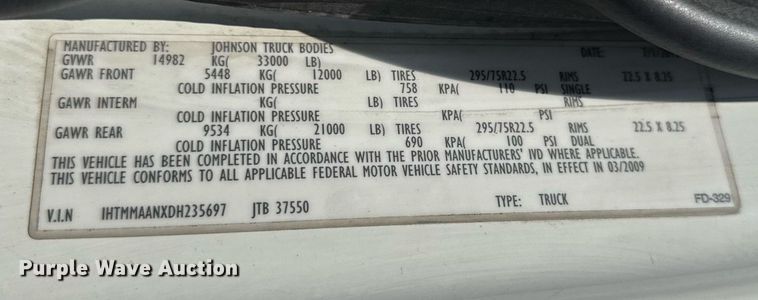 MANUFACTURED BY: JOHNSON TRUCK BODIES DATE:
GVWR 14982 KG( 33000 LB)
GAWR FRONT 5448 KG( 12000 LB) TIRES 295/75R22.5 RIMS 22.5 X 8.25
COLD INFLATION PRESSURE 758 KPA( 110 PSI SINGLE
GAWR INTERM KG( LB) TIRES RIMS
COLD INFLATION PRESSURE KPA( PSI
GAWR REAR 9534 KG( 21000 LB) TIRES 295/75R22.5 RIMS 22.5 X 8.25
COLD INFLATION PRESSURE 690 KPA( 100 PSI DUAL
THIS VEHICLE HAS BEEN COMPLETED IN ACCORDANCE WITH THE PRIOR MANUFACTURERS' IVD WHERE APPLICABLE.
THIS VEHICLE CONFORMS TO ALL APPLICABLE FEDERAL MOTOR VEHICLE SAFETY STANDARDS, IN EFFECT IN 03/2009
V.I.N 1HTMMAANXDH235697 JTB 37550 TYPE: TRUCK FD-329
Purple Wave Auction